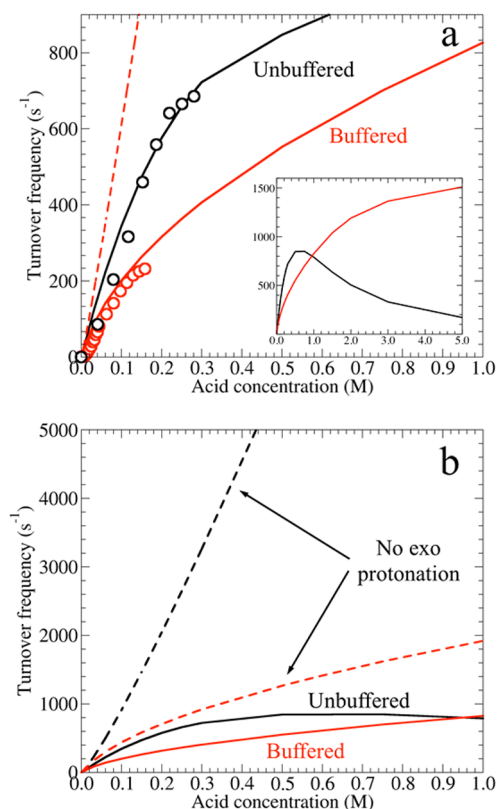 a
800
600
400
200
0
Turnover frequency (s⁻¹)
Unbuffered
Buffered
1500
1000
500
0.0 1.0 2.0 3.0 4.0 5.0
0.0 0.1 0.2 0.3 0.4 0.5 0.6 0.7 0.8 0.9 1.0
Acid concentration (M)
b
5000
4000
3000
2000
1000
0
Turnover frequency (s⁻¹)
No exo
protonation
Unbuffered
Buffered
0.0 0.1 0.2 0.3 0.4 0.5 0.6 0.7 0.8 0.9 1.0
Acid concentration (M)